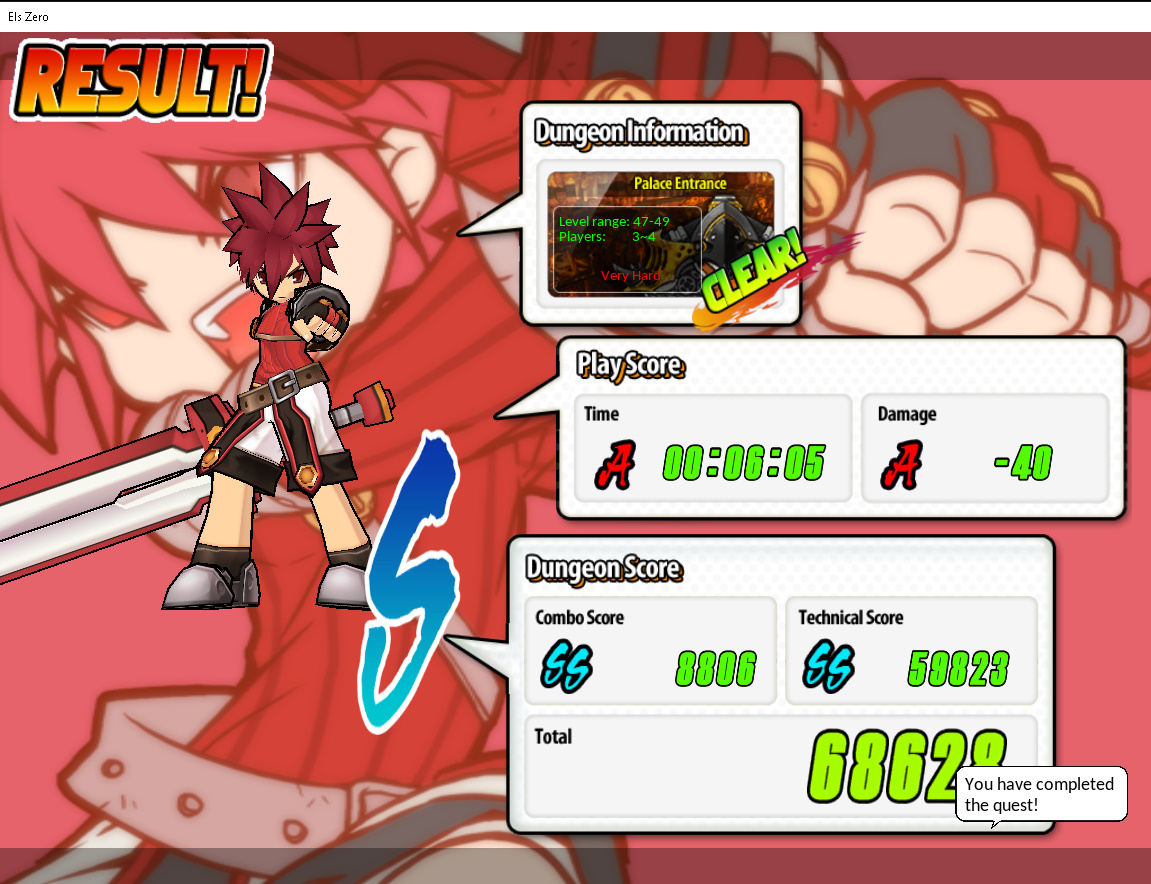 Els Zero
RESULT!
Dungeon Information
Palace Entrance
Level range: 47-49
Players: 3~4
Very Hard
CLEAR!
Play Score
Time
A 00:06:05
Damage
A -40
S
Dungeon Score
Combo Score
SS 8806
Technical Score
SS 59823
Total
68628
You have completed
the quest!